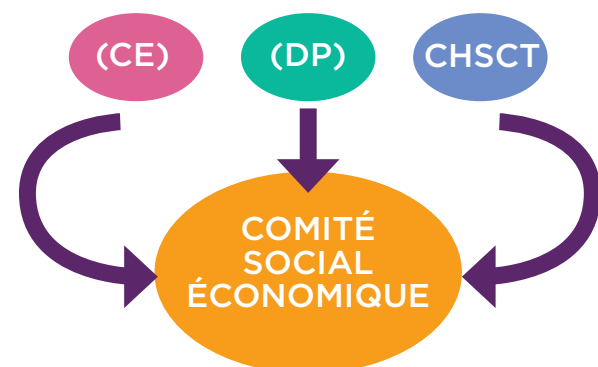 (CE)
(DP)
CHSCT
COMITÉ
SOCIAL
ÉCONOMIQUE